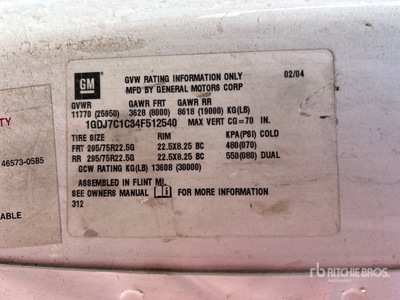 GM
GVW RATING INFORMATION ONLY 02/04
MFD BY GENERAL MOTORS CORP
GVWR GAWR FRT GAWR RR
11770 (25950) 3628 (8000) 8618 (19000) KG(LB)
1GDJ7C1C34F512540 MAX VERT CG=70 IN.
TIRE SIZE RIM KPA(PSI) COLD
FRT 295/75R22.5G 22.5X8.25 BC 480(070)
RR 295/75R22.5G 22.5X8.25 BC 550(080) DUAL
GCW RATING KG(LB) 13608 (30000)
ASSEMBLED IN FLINT MI.
SEE OWNERS MANUAL FOR MORE INFORMATION
312
46573-0585
ABLE
rb RITCHIE BROS.